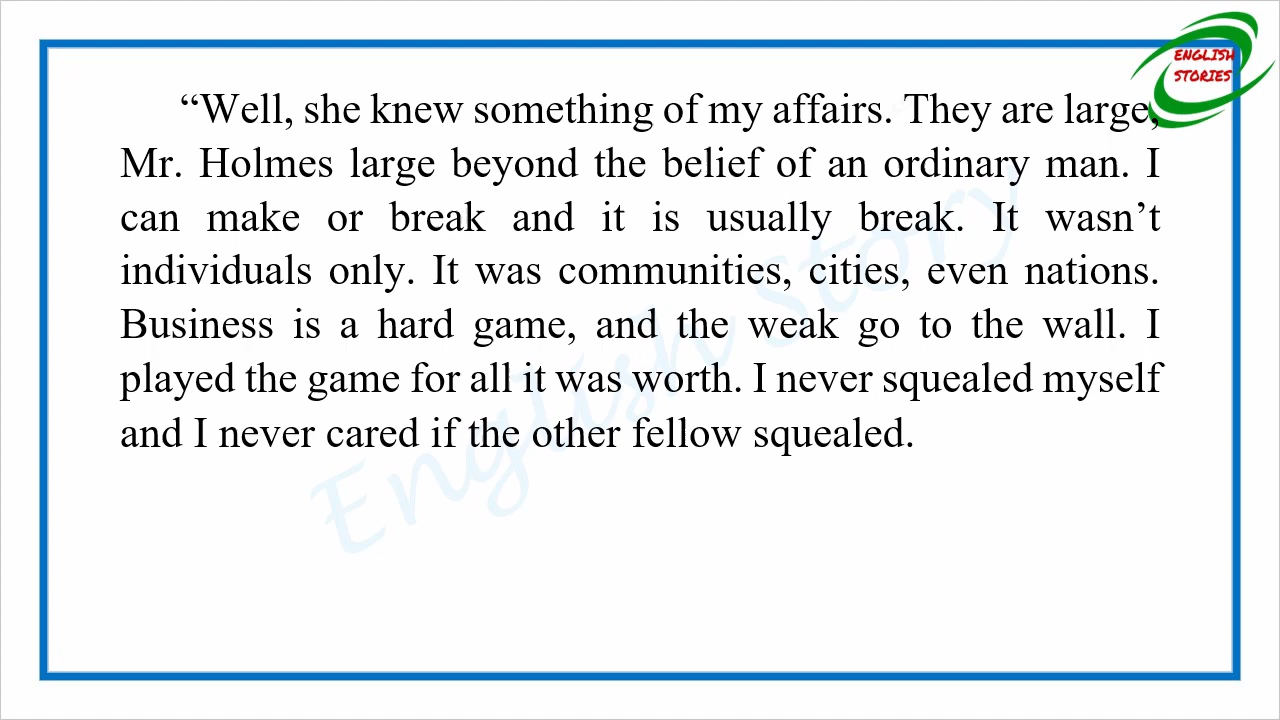 ENGLISH
STORIES
“Well, she knew something of my affairs. They are large,
Mr. Holmes large beyond the belief of an ordinary man. I
can make or break and it is usually break. It wasn’t
individuals only. It was communities, cities, even nations.
Business is a hard game, and the weak go to the wall. I
played the game for all it was worth. I never squealed myself
and I never cared if the other fellow squealed.
English Story